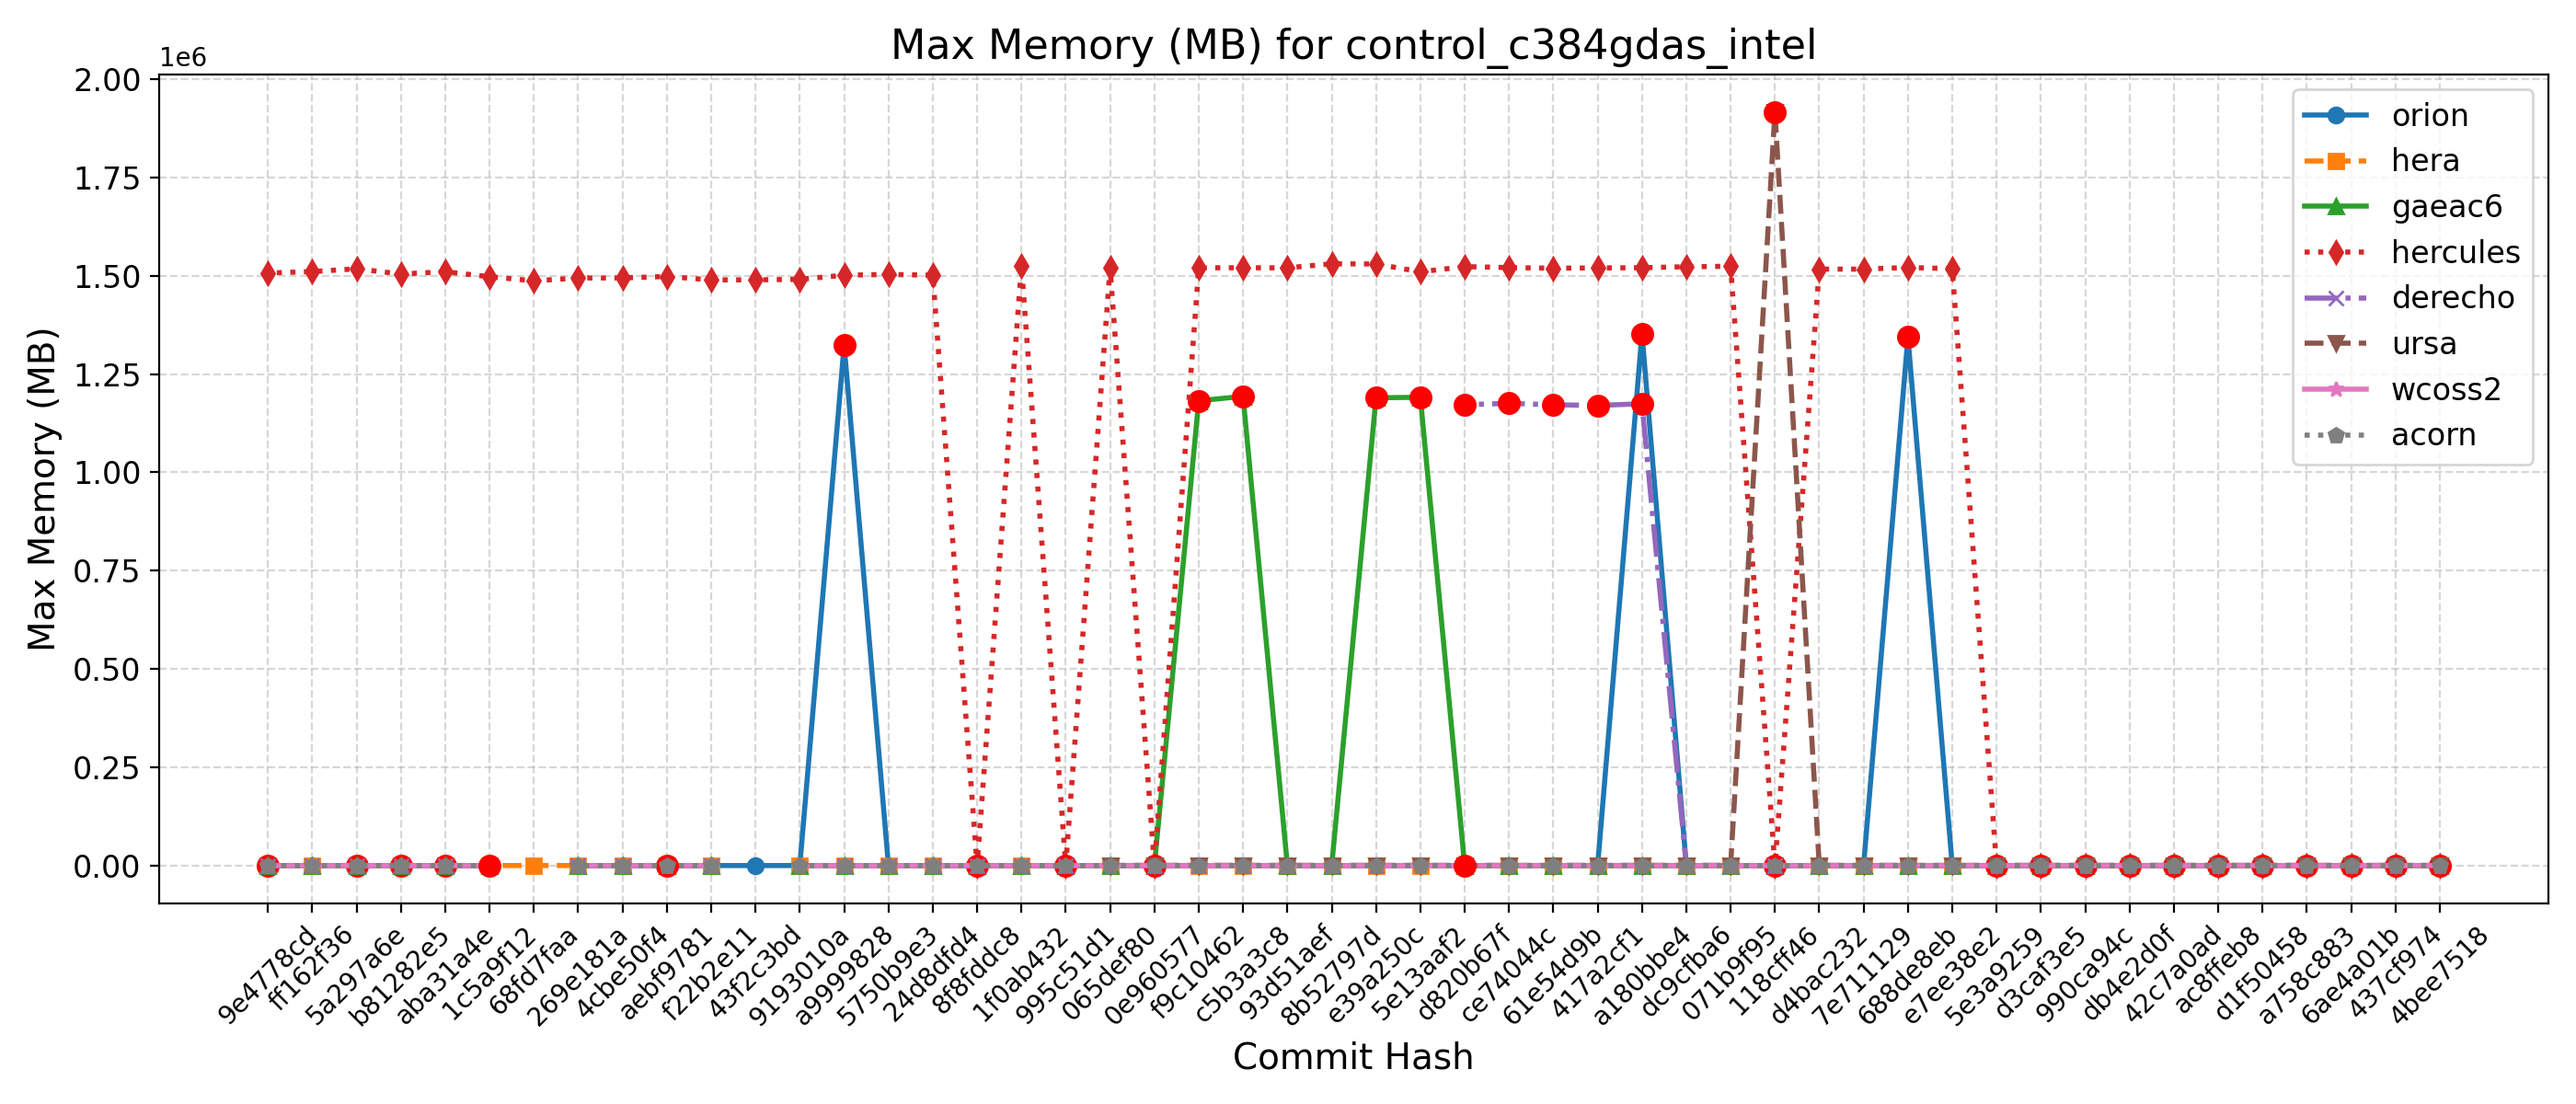 Max Memory (MB) for control_c384gdas_intel
1e6
2.00
1.75
1.50
1.25
1.00
0.75
0.50
0.25
0.00
Max Memory (MB)
orion
hera
gaeac6
hercules
derecho
ursa
wcoss2
acorn
9e4778cd
ff162f36
5a297a6e
b81282e5
aba31a4e
1c5a9f12
68fd7faa
269e181a
4cbe50f4
aebf9781
f22b2e11
43f2c3bd
9193010a
a9999828
5750b9e3
24d8dfd4
8f8fddc8
1f0ab432
995c51d1
065def80
0e960577
f9c10462
c5b3a3c8
93d51aef
8b52797d
e39a250c
5e13aaf2
d820b67f
ce74044c
61e54d9b
417a2cf1
a180bbe4
dc9cfba6
071b9f95
118cff46
d4bac232
7e711129
688de8eb
e7ee38e2
5e3a9259
d3caf3e5
990ca94c
db4e2d0f
42c7a0ad
ac8ffeb8
d1f50458
a758c883
6ae4a01b
437cf974
4bee7518
Commit Hash